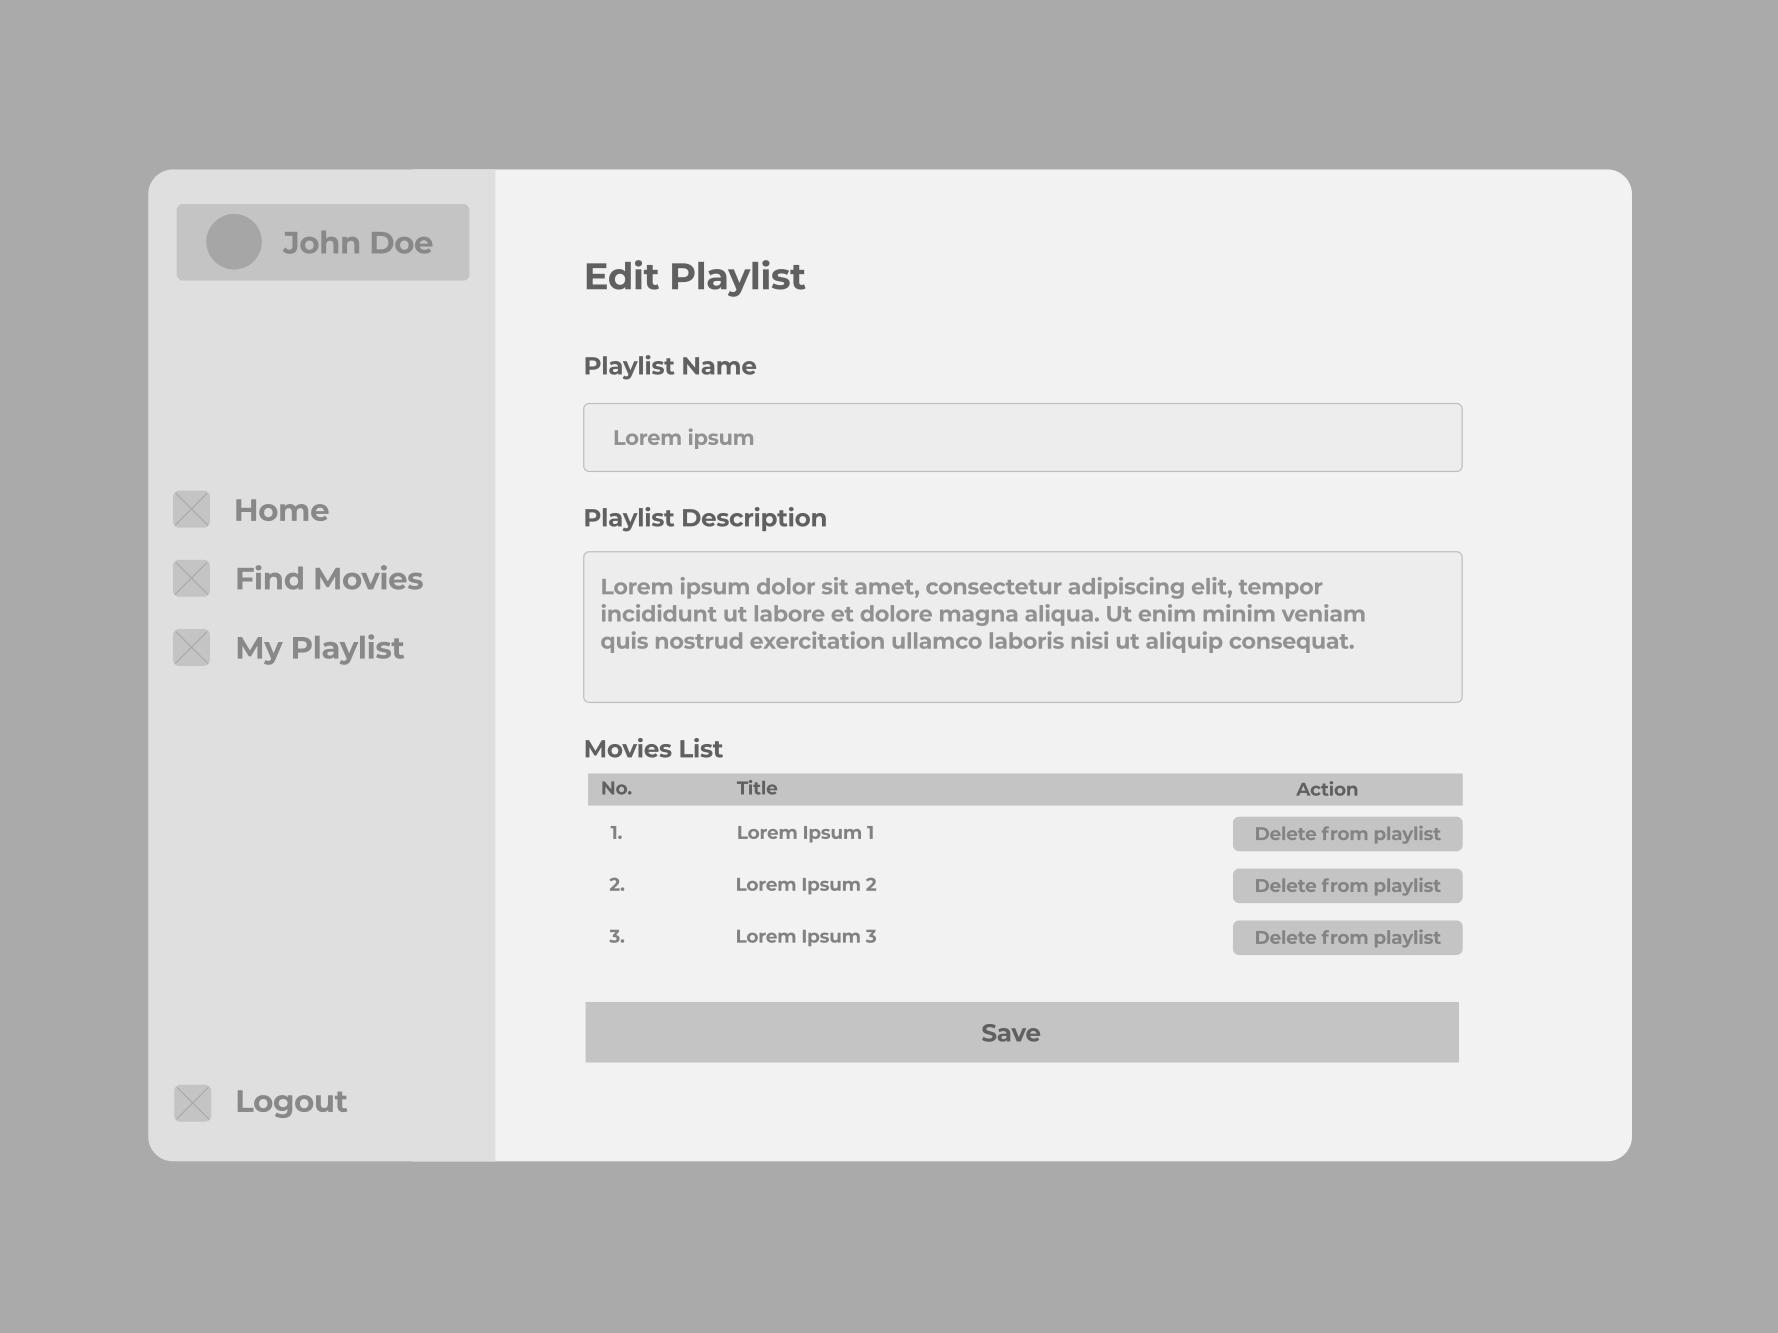 John Doe
Home
Find Movies
My Playlist
Logout
Edit Playlist
Playlist Name
Lorem ipsum
Playlist Description
Lorem ipsum dolor sit amet, consectetur adipiscing elit, tempor
incididunt ut labore et dolore magna aliqua. Ut enim minim veniam
quis nostrud exercitation ullamco laboris nisi ut aliquip consequat.
Movies List
No. Title Action
1. Lorem Ipsum 1 Delete from playlist
2. Lorem Ipsum 2 Delete from playlist
3. Lorem Ipsum 3 Delete from playlist
Save